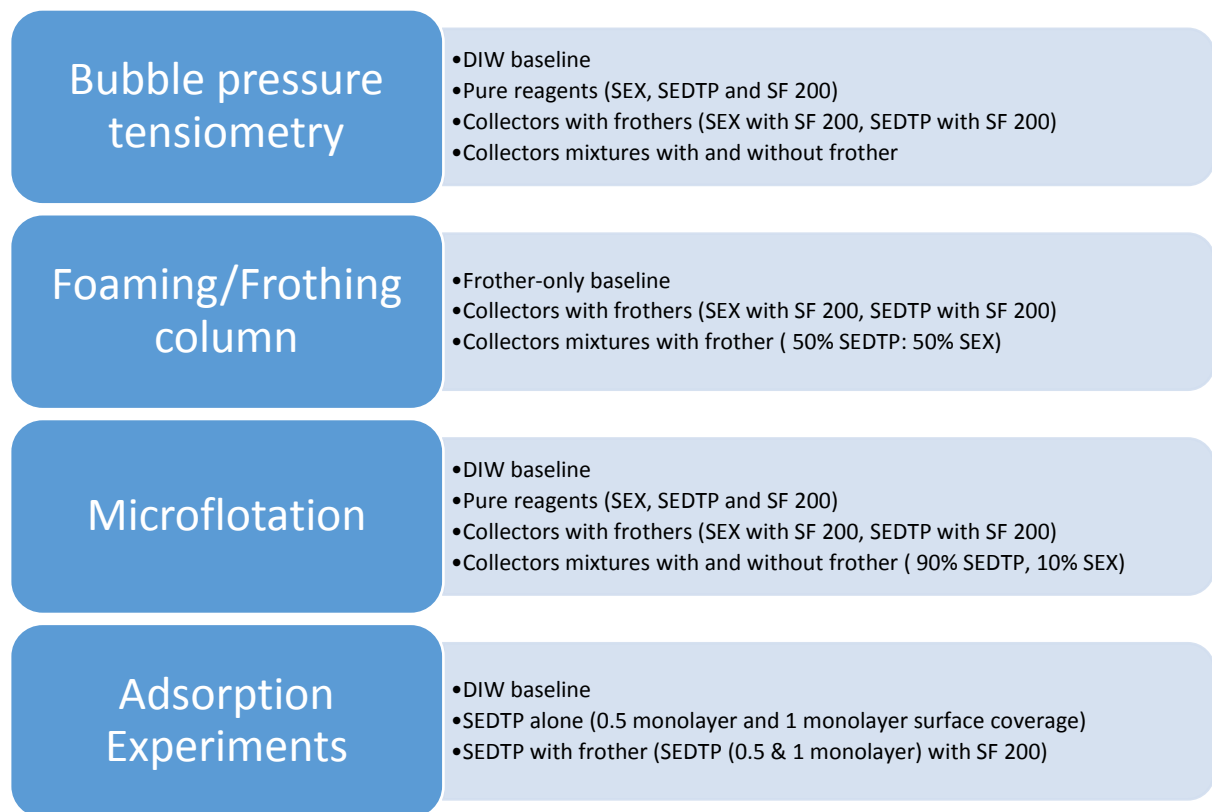 Bubble pressure
tensiometry
•DIW baseline
•Pure reagents (SEX, SEDTP and SF 200)
•Collectors with frothers (SEX with SF 200, SEDTP with SF 200)
•Collectors mixtures with and without frother
Foaming/Frothing
column
•Frother-only baseline
•Collectors with frothers (SEX with SF 200, SEDTP with SF 200)
•Collectors mixtures with frother ( 50% SEDTP: 50% SEX)
Microflotation
•DIW baseline
•Pure reagents (SEX, SEDTP and SF 200)
•Collectors with frothers (SEX with SF 200, SEDTP with SF 200)
•Collectors mixtures with and without frother ( 90% SEDTP, 10% SEX)
Adsorption
Experiments
•DIW baseline
•SEDTP alone (0.5 monolayer and 1 monolayer surface coverage)
•SEDTP with frother (SEDTP (0.5 & 1 monolayer) with SF 200)